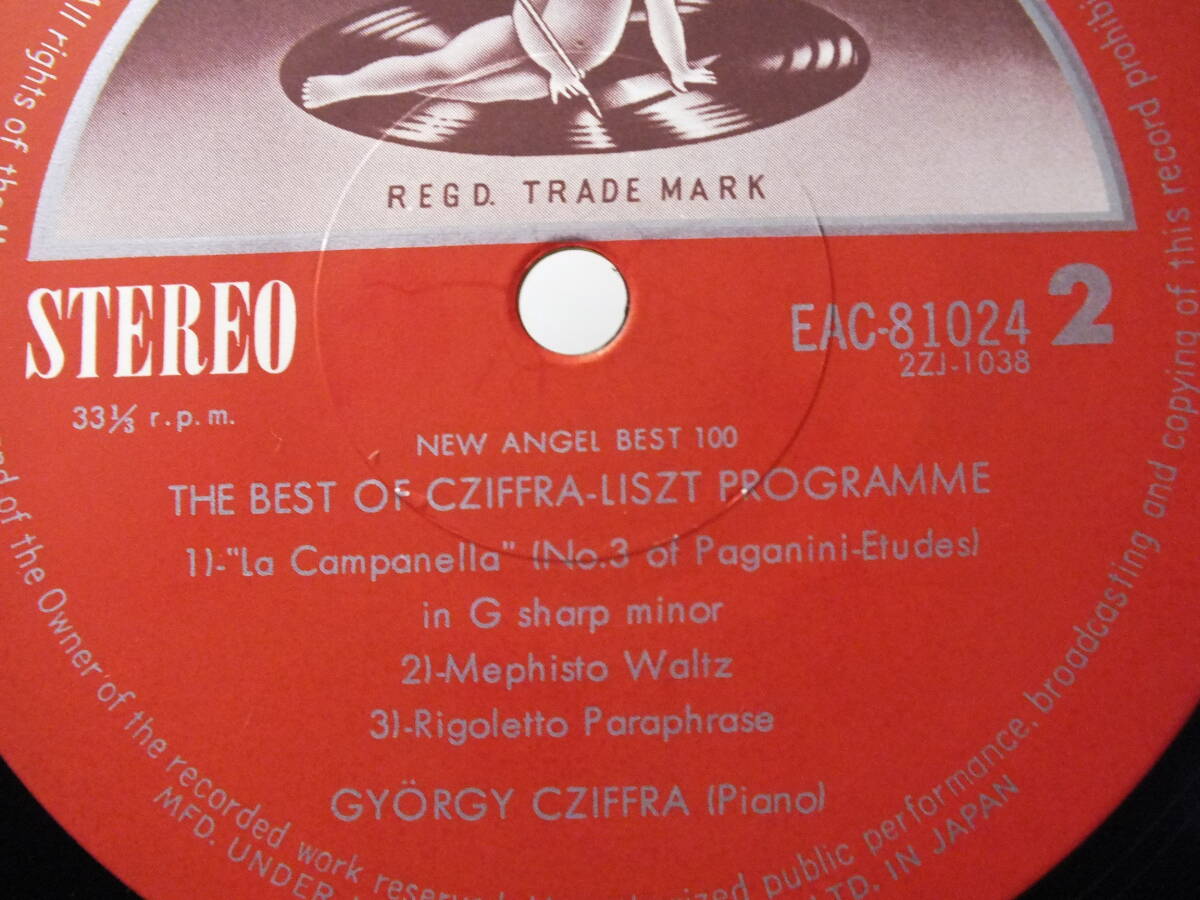 REGD. TRADE MARK
STEREO
33⅓ r.p.m.
EAC-81024 2
2ZJ-1038
NEW ANGEL BEST 100
THE BEST OF CZIFFRA-LISZT PROGRAMME
1)-"La Campanella" (No.3 of Paganini-Etudes)
in G sharp minor
2)-Mephisto Waltz
3)-Rigoletto Paraphrase
GYÖRGY CZIFFRA (Piano)
All rights of the
and of the Owner of the recorded work reserved
public performance, broadcasting and copying of this record
MFD. UNDER
LTD. IN JAPAN